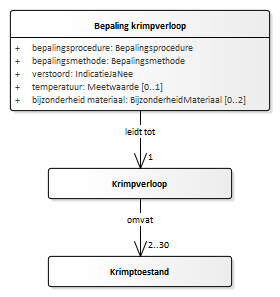 Bepaling krimpverloop
+ bepalingsprocedure: Bepalingsprocedure
+ bepalingsmethode: Bepalingsmethode
+ verstoord: IndicatieJaNee
+ temperatuur: Meetwaarde [0..1]
+ bijzonderheid materiaal: BijzonderheidMateriaal [0..2]
leidt tot
1
Krimpverloop
omvat
2..30
Krimptoestand